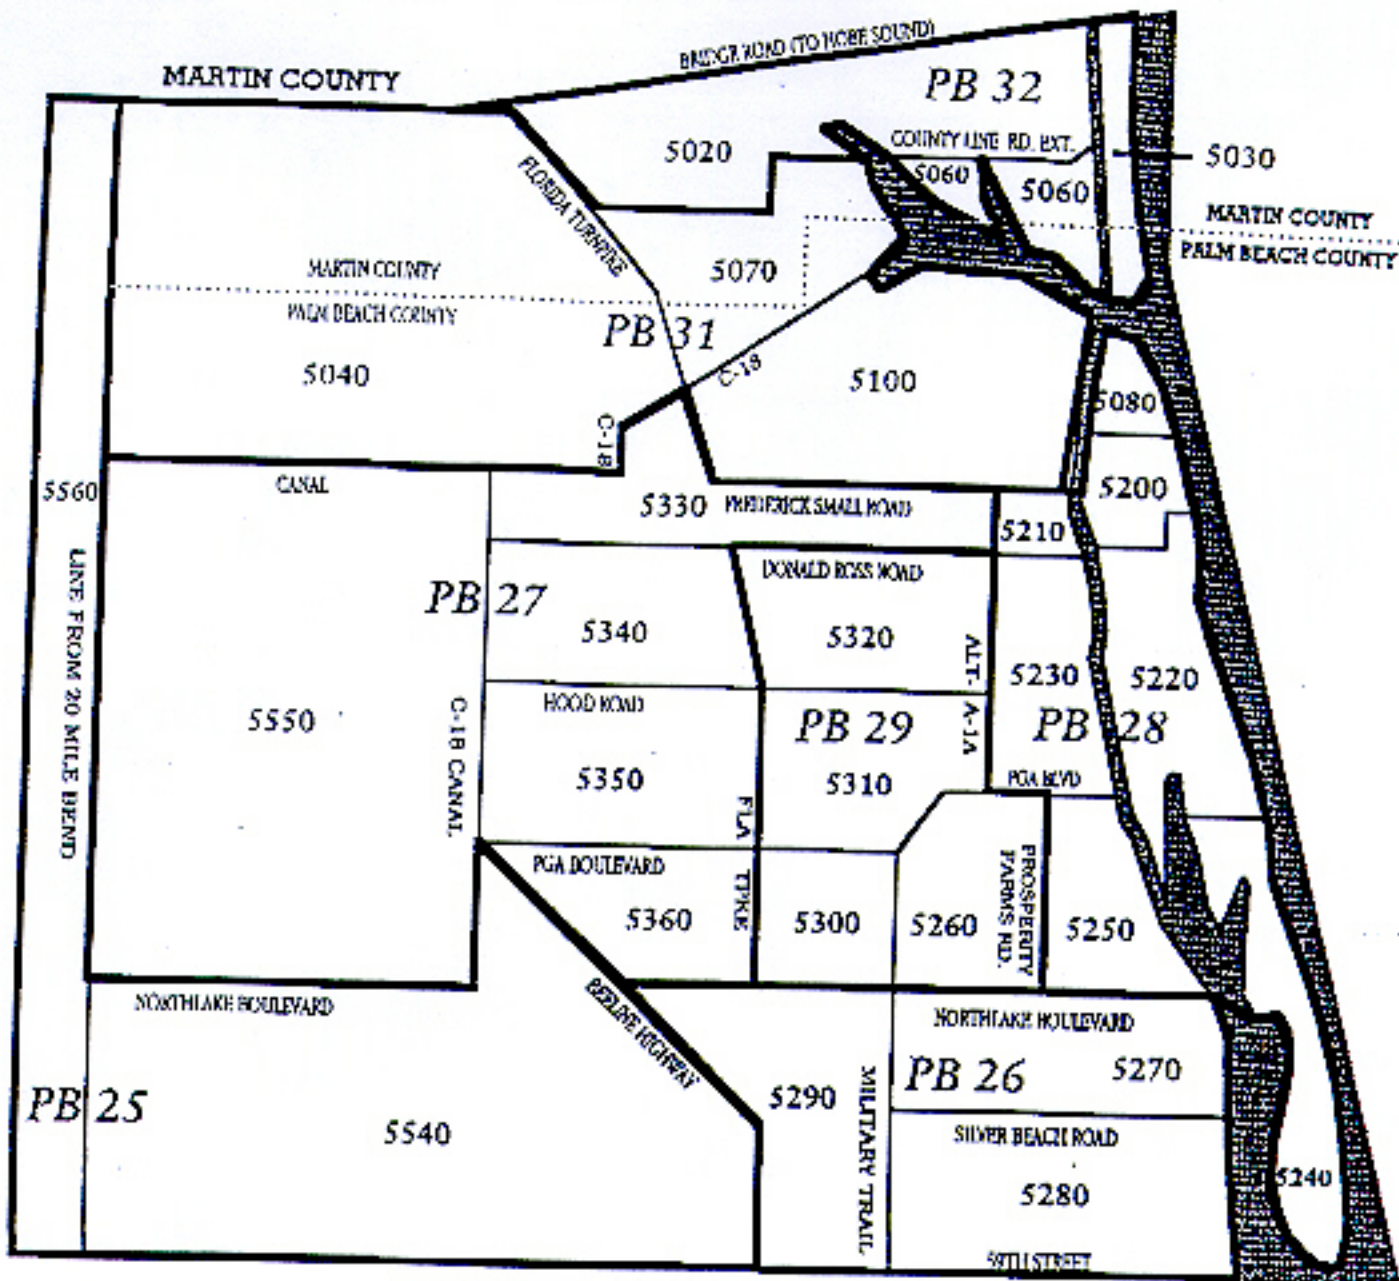 BRIDGE ROAD (TO HOBE SOUND)
MARTIN COUNTY
PB 32
COUNTY LINE RD. EXT.
5020
5030
5060
5060
FLORIDA TURNPIKE
MARTIN COUNTY
PALM BEACH COUNTY
5070
MARTIN COUNTY
PALM BEACH COUNTY
PB 31
C-18
5040
5100
5080
C-18
5560
CANAL
5200
5330
FREDERICK SMALL ROAD
5210
LINE FROM 20 MILE BEND
DONALD ROSS ROAD
PB 27
5340
5320
ALT- A-1A
5230
5220
HOOD ROAD
5550
C-18 CANAL
PB 29
PB 28
5350
5310
PGA BLVD
FLA TPKE
PGA BOULEVARD
PROSPERITY
FARMS RD.
5360
5300
5260
5250
NORTHLAKE BOULEVARD
BEELINE HIGHWAY
NORTHLAKE BOULEVARD
PB 26
5270
PB 25
5290
MILITARY TRAIL
5540
SILVER BEACH ROAD
5280
5240
59TH STREET